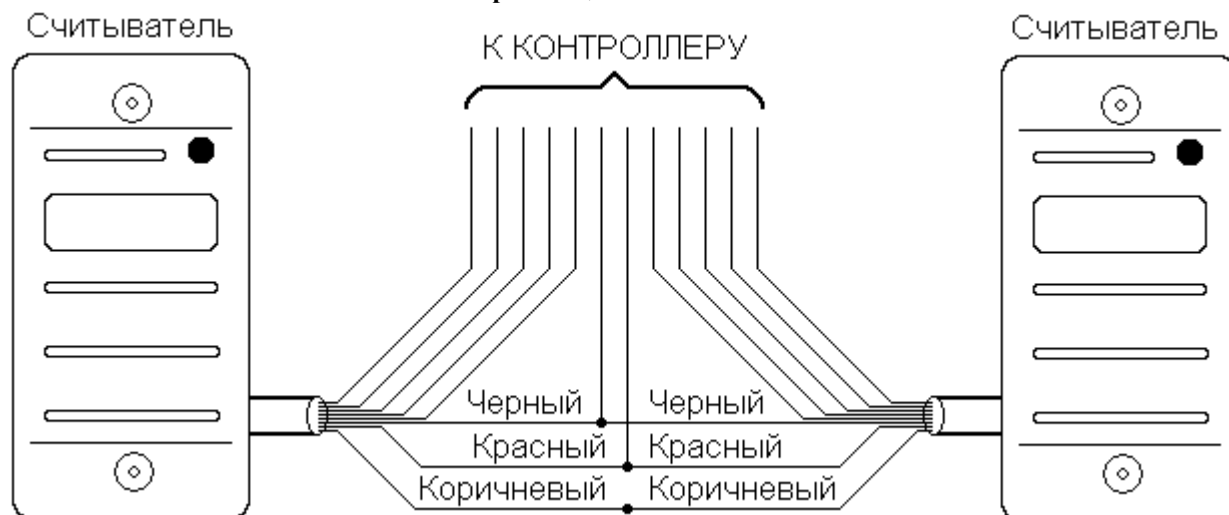 Считыватель
К КОНТРОЛЛЕРУ
Считыватель
Черный Черный
Красный Красный
Коричневый Коричневый